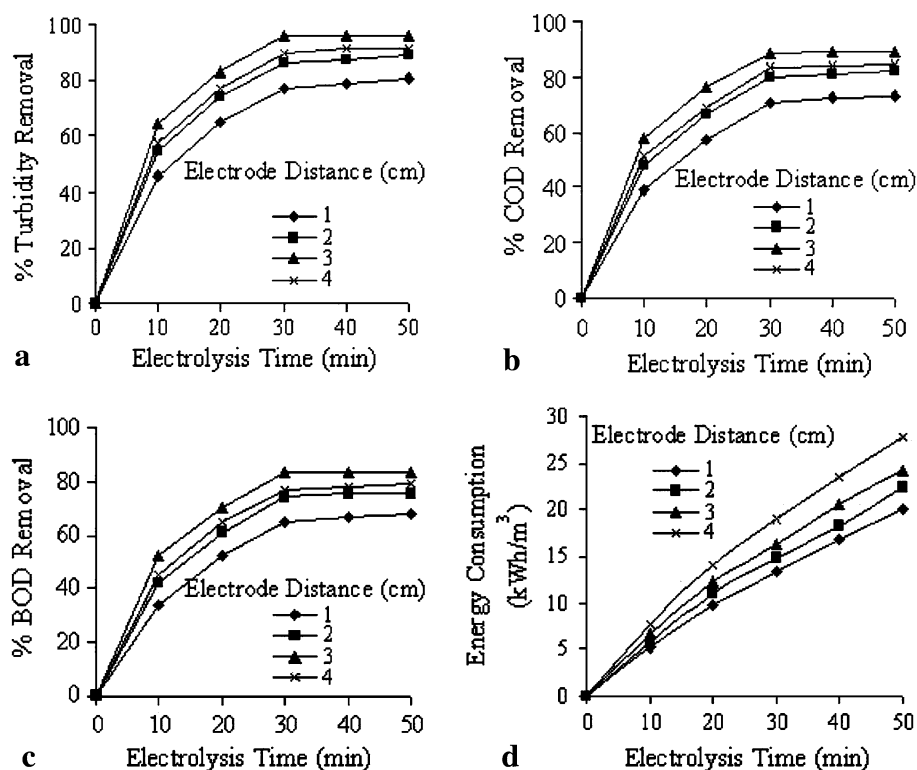 % Turbidity Removal
100
80
60
40
20
0
Electrode Distance (cm)
1
2
3
4
0 10 20 30 40 50
Electrolysis Time (min)
a
% COD Removal
100
80
60
40
20
0
Electrode Distance (cm)
1
2
3
4
0 10 20 30 40 50
Electrolysis Time (min)
b
% BOD Removal
100
80
60
40
20
0
Electrode Distance (cm)
1
2
3
4
0 10 20 30 40 50
Electrolysis Time (min)
c
Energy Consumption
(kWh/m³)
30
25
20
15
10
5
0
Electrode Distance (cm)
1
2
3
4
0 10 20 30 40 50
Electrolysis Time (min)
d